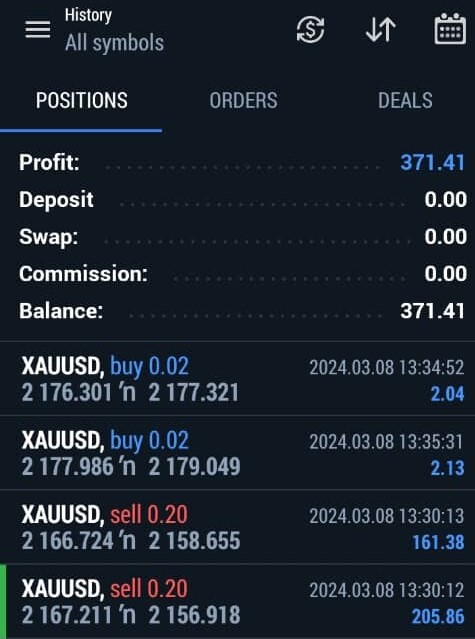 History
All symbols
POSITIONS ORDERS DEALS
Profit: 371.41
Deposit 0.00
Swap: 0.00
Commission: 0.00
Balance: 371.41
XAUUSD, buy 0.02 2024.03.08 13:34:52
2 176.301 ’n 2 177.321 2.04
XAUUSD, buy 0.02 2024.03.08 13:35:31
2 177.986 ’n 2 179.049 2.13
XAUUSD, sell 0.20 2024.03.08 13:30:13
2 166.724 ’n 2 158.655 161.38
XAUUSD, sell 0.20 2024.03.08 13:30:12
2 167.211 ’n 2 156.918 205.86